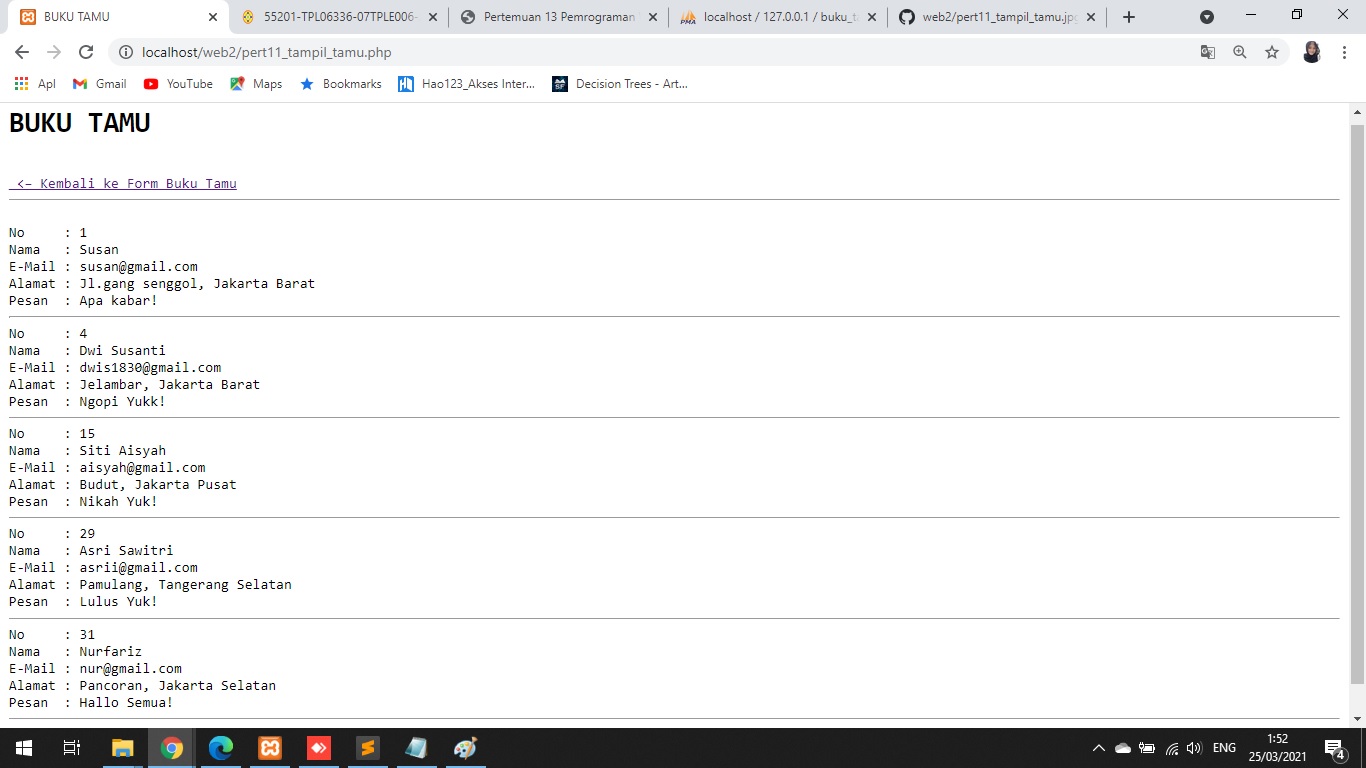 BUKU TAMU
55201-TPL06336-07TPLE006-
Pertemuan 13 Pemrograman
localhost / 127.0.0.1 / buku_ta
web2/pert11_tampil_tamu.jpg
localhost/web2/pert11_tampil_tamu.php
Apl Gmail YouTube Maps Bookmarks Hao123_Akses Inter... Decision Trees - Art...
BUKU TAMU
<- Kembali ke Form Buku Tamu
No : 1
Nama : Susan
E-Mail : susan@gmail.com
Alamat : Jl.gang senggol, Jakarta Barat
Pesan : Apa kabar!
No : 4
Nama : Dwi Susanti
E-Mail : dwis1830@gmail.com
Alamat : Jelambar, Jakarta Barat
Pesan : Ngopi Yukk!
No : 15
Nama : Siti Aisyah
E-Mail : aisyah@gmail.com
Alamat : Budut, Jakarta Pusat
Pesan : Nikah Yuk!
No : 29
Nama : Asri Sawitri
E-Mail : asrii@gmail.com
Alamat : Pamulang, Tangerang Selatan
Pesan : Lulus Yuk!
No : 31
Nama : Nurfariz
E-Mail : nur@gmail.com
Alamat : Pancoran, Jakarta Selatan
Pesan : Hallo Semua!
ENG
1:52
25/03/2021
4